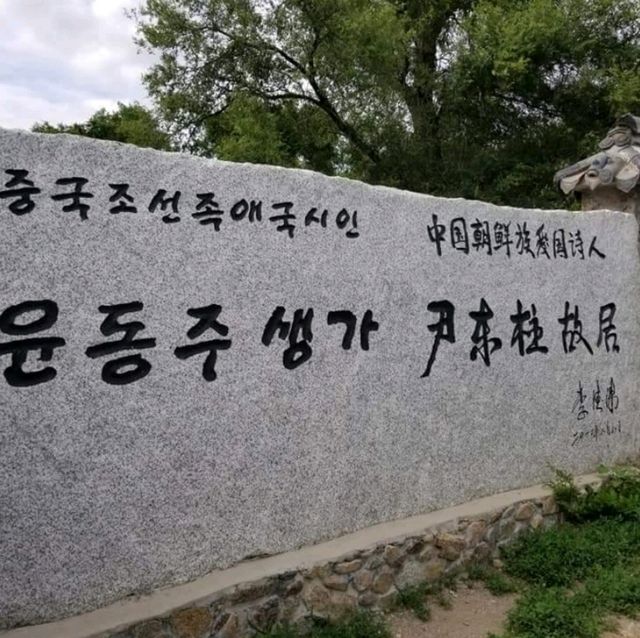 중국조선족애국시인
中国朝鲜族爱国诗人
윤동주생가
尹东柱故居